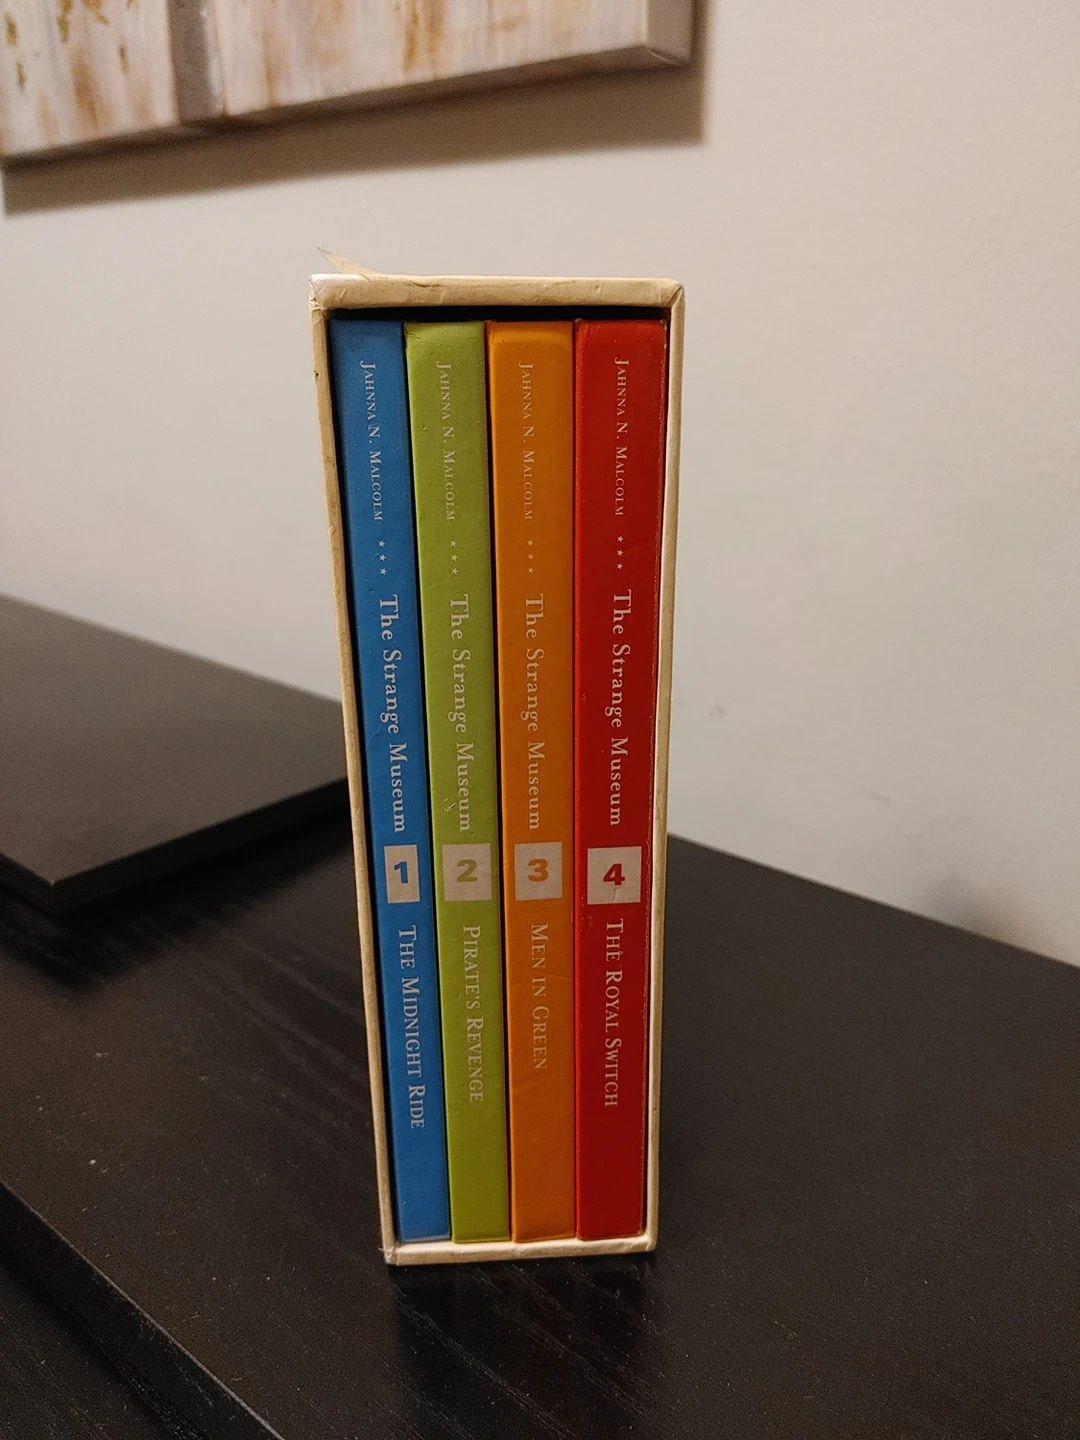 JAHNNA N. MALCOLM *** The Strange Museum 1 THE MIDNIGHT RIDE
JAHNNA N. MALCOLM *** The Strange Museum 2 PIRATE'S REVENGE
JAHNNA N. MALCOLM *** The Strange Museum 3 MEN IN GREEN
JAHNNA N. MALCOLM *** The Strange Museum 4 THE ROYAL SWITCH